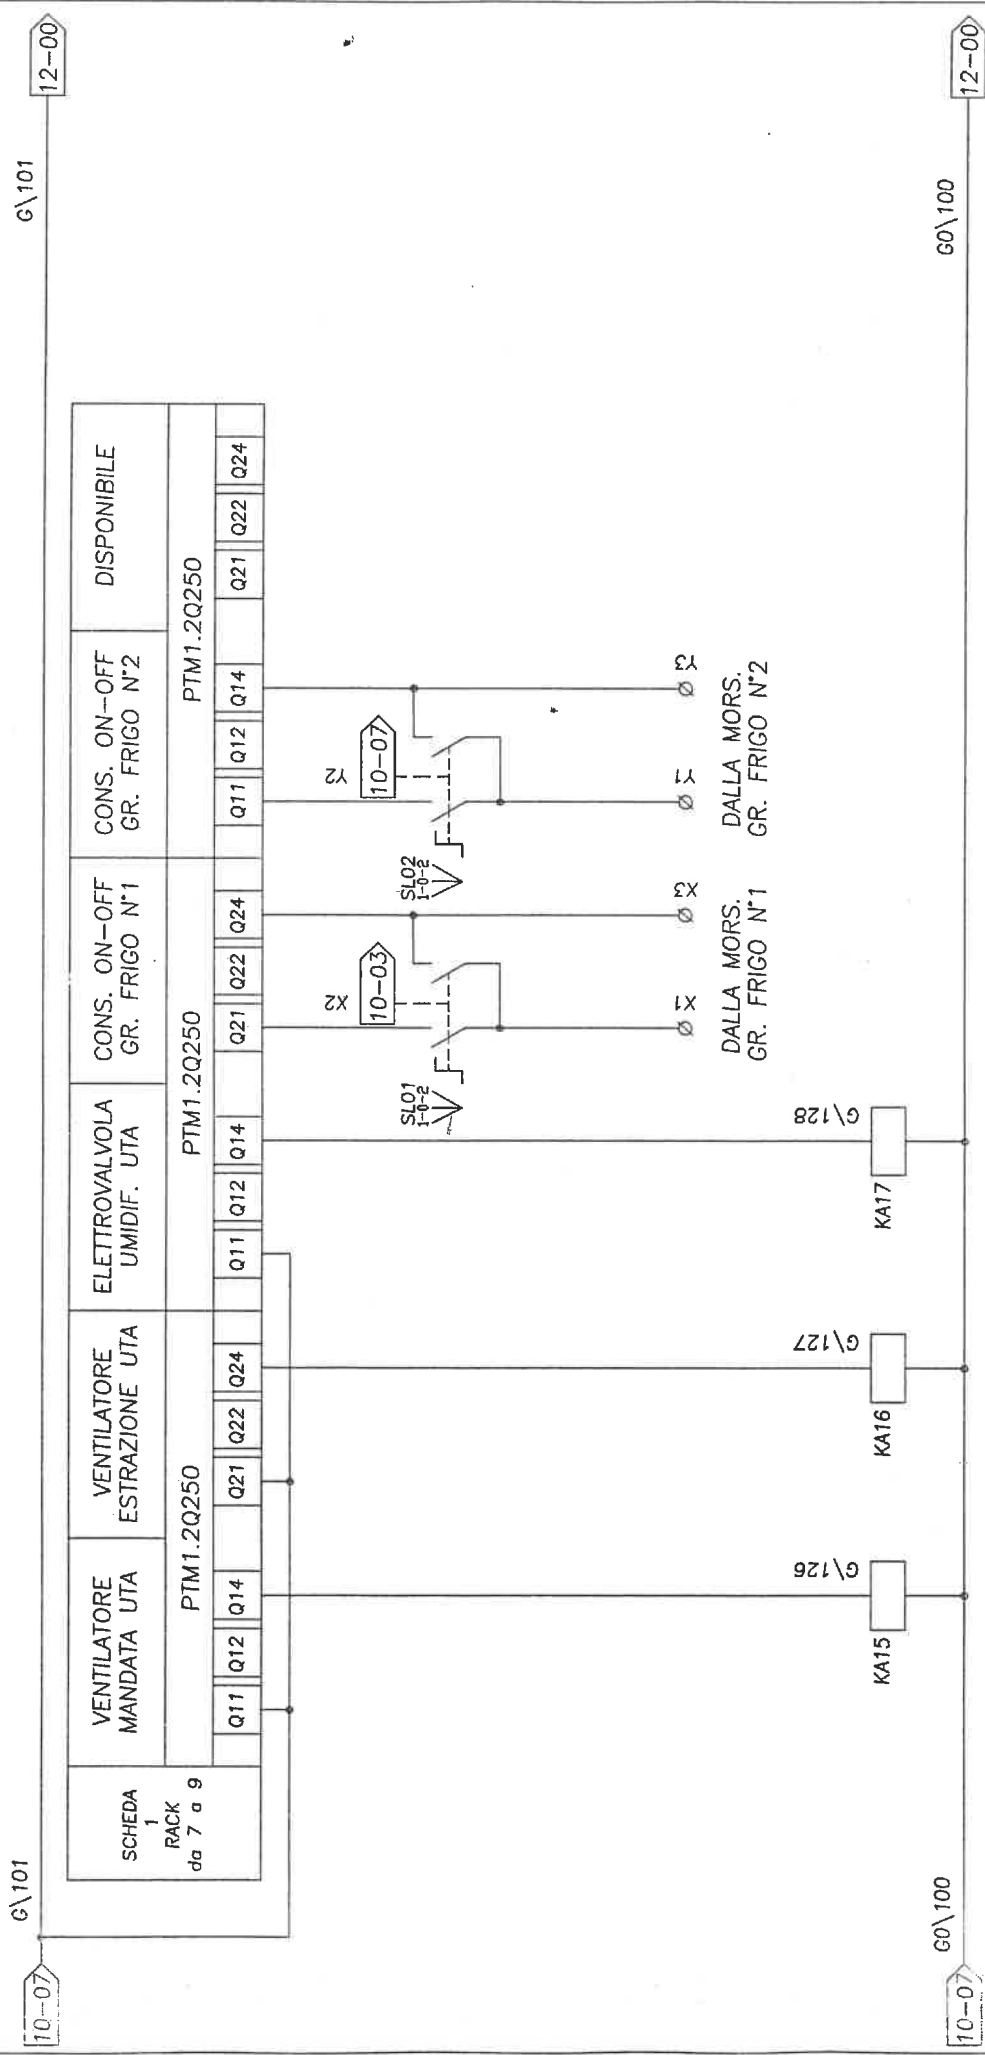 10-07
G\101
G\101
12-00
SCHEDA
1
RACK
da 7 a 9
VENTILATORE
MANDATA UTA
VENTILATORE
ESTRAZIONE UTA
ELETTROVALVOLA
UMIDIF. UTA
CONS. ON-OFF
GR. FRIGO N°1
CONS. ON-OFF
GR. FRIGO N°2
DISPONIBILE
PTM1.2Q250
PTM1.2Q250
PTM1.2Q250
Q11 Q12 Q14 Q21 Q22 Q24 Q11 Q12 Q14 Q21 Q22 Q24 Q11 Q12 Q14 Q21 Q22 Q24
X2
10-03
Y2
10-07
SL01
1-0-2
SL02
1-0-2
X1
X3
Y1
Y3
DALLA MORS.
GR. FRIGO N°1
DALLA MORS.
GR. FRIGO N°2
G\126
G\127
G\128
KA15
KA16
KA17
10-07
G0\100
G0\100
12-00